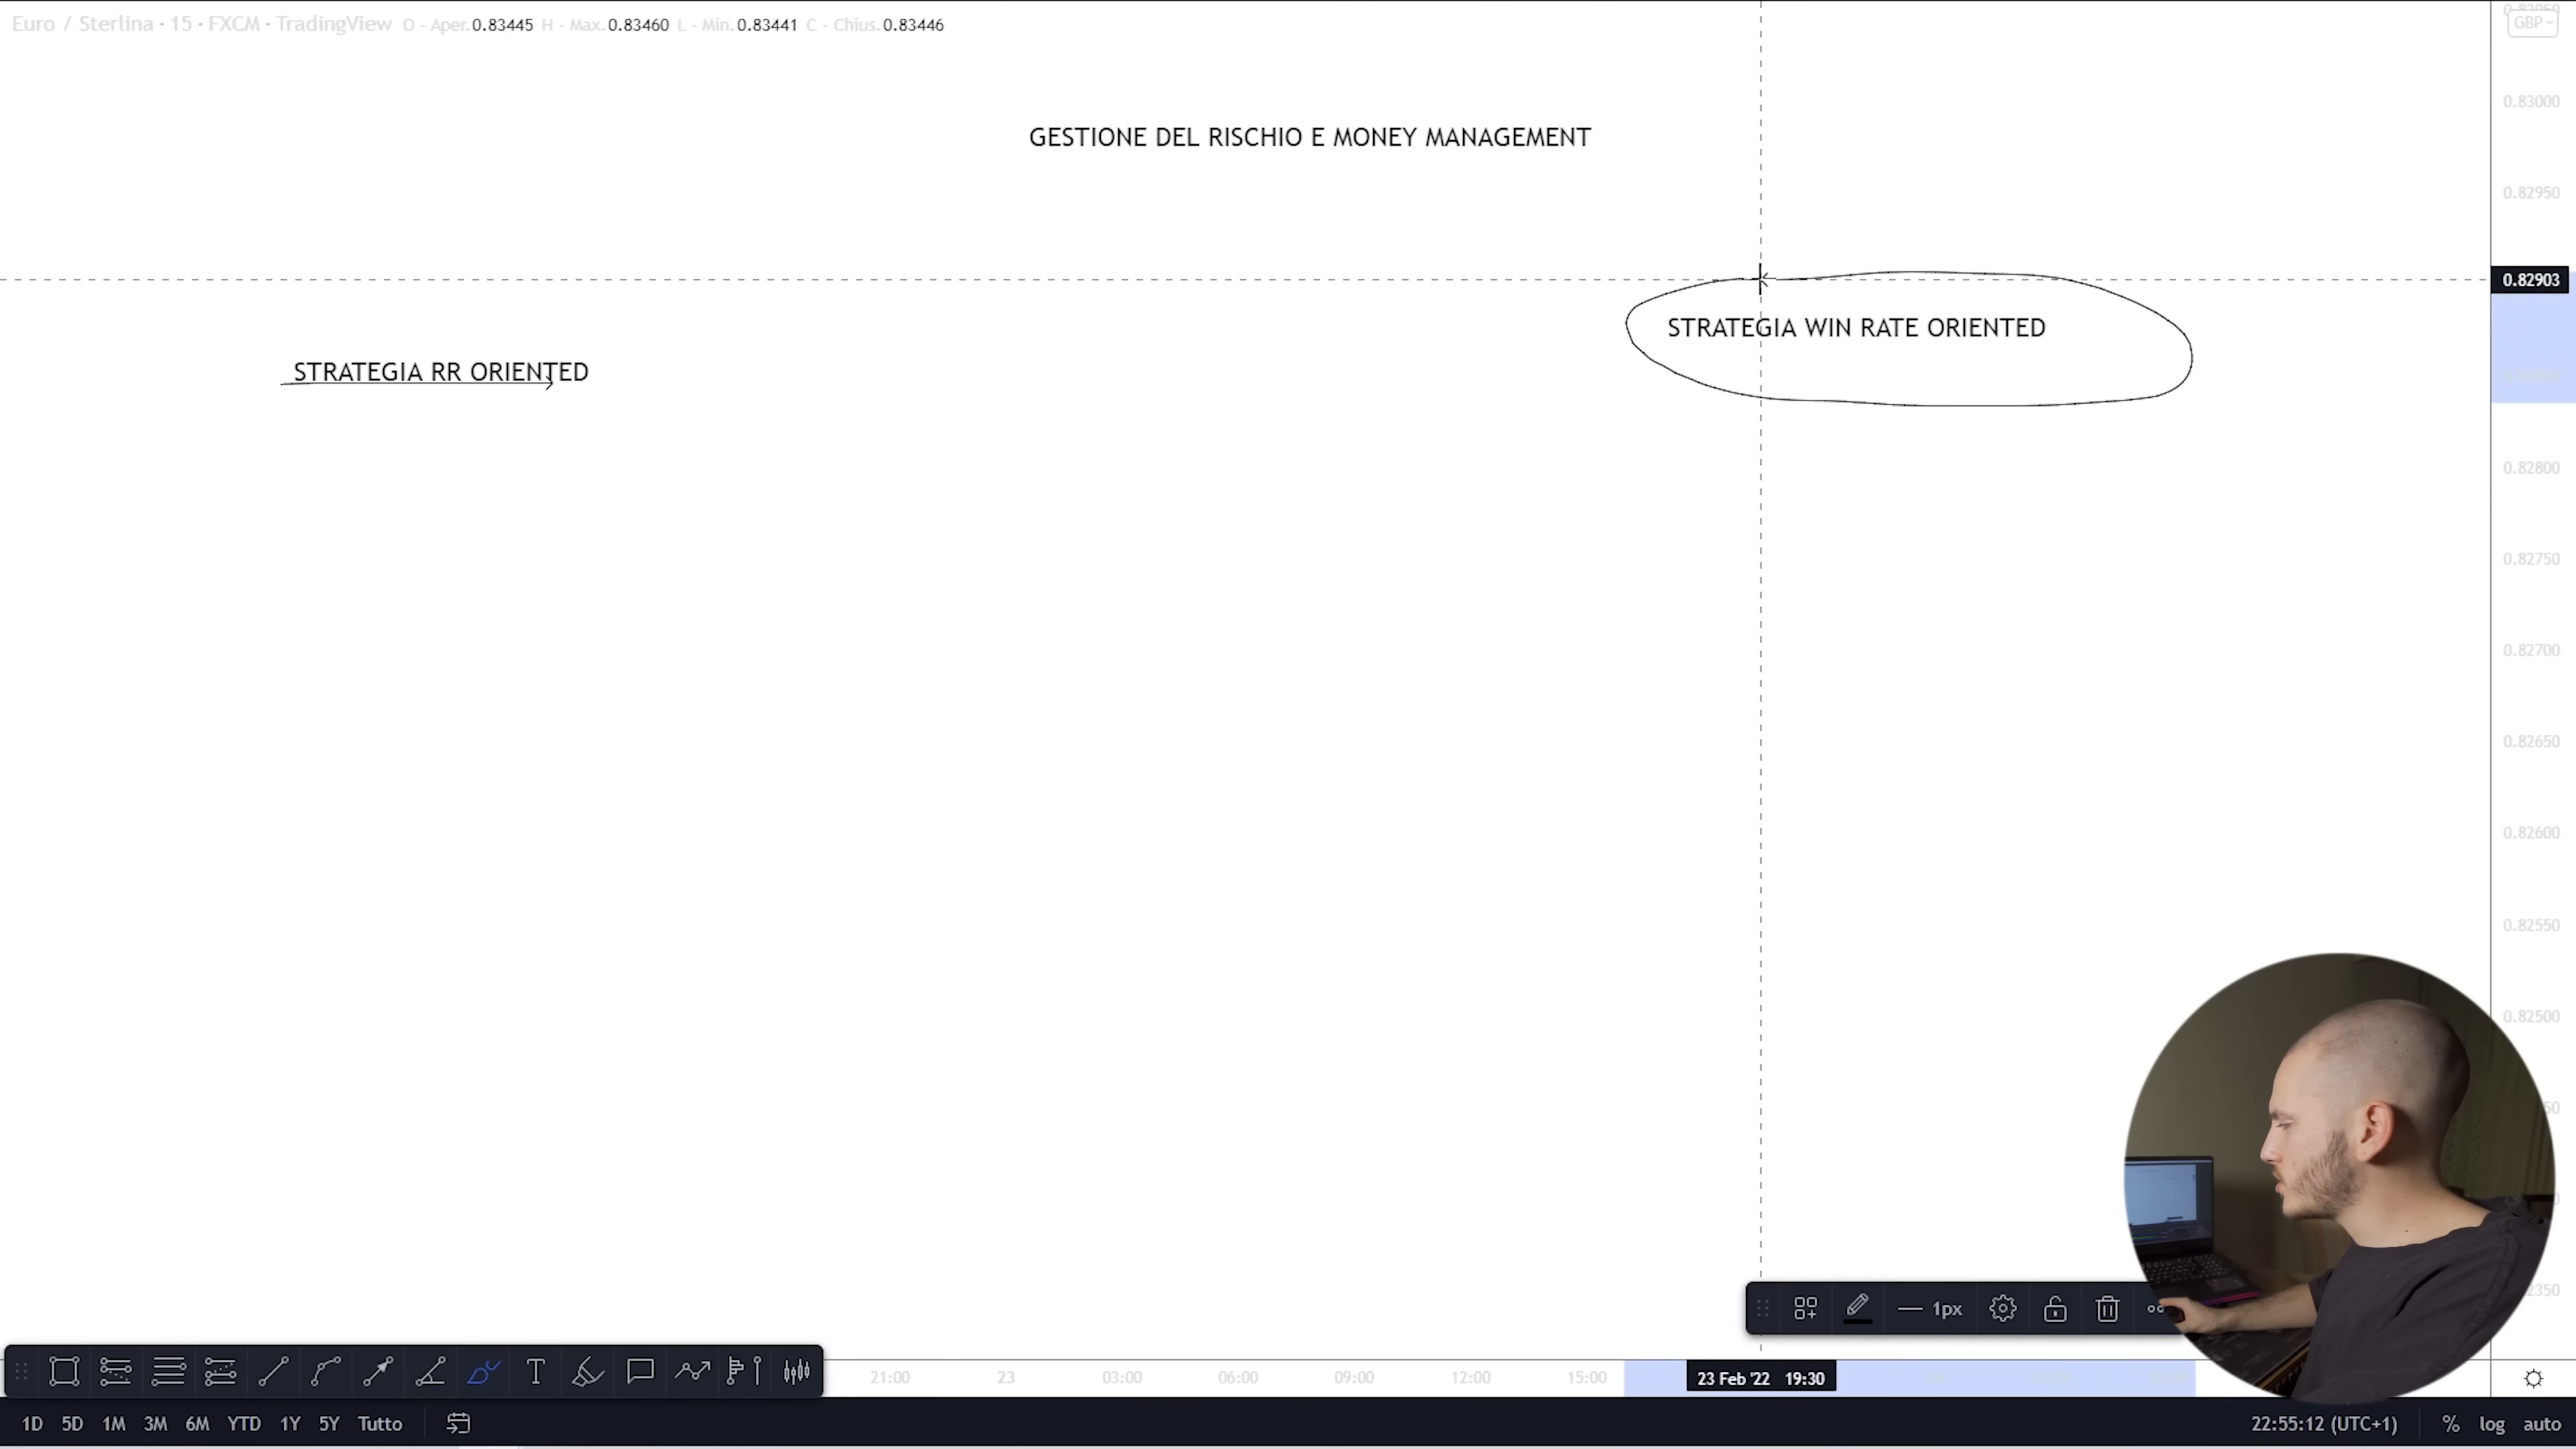 Euro / Sterlina · 15 · FXCM · TradingView O - Aper. 0.83445 H - Max. 0.83460 L - Min. 0.83441 C - Chius. 0.83446
GBP
0.83000
GESTIONE DEL RISCHIO E MONEY MANAGEMENT
0.82950
0.82903
STRATEGIA WIN RATE ORIENTED
STRATEGIA RR ORIENTED
0.82800
0.82750
0.82700
0.82650
0.82600
0.82550
0.82500
1px
21:00 23 03:00 06:00 09:00 12:00 15:00 23 Feb '22 19:30
1D 5D 1M 3M 6M YTD 1Y 5Y Tutto 22:55:12 (UTC+1) % log auto